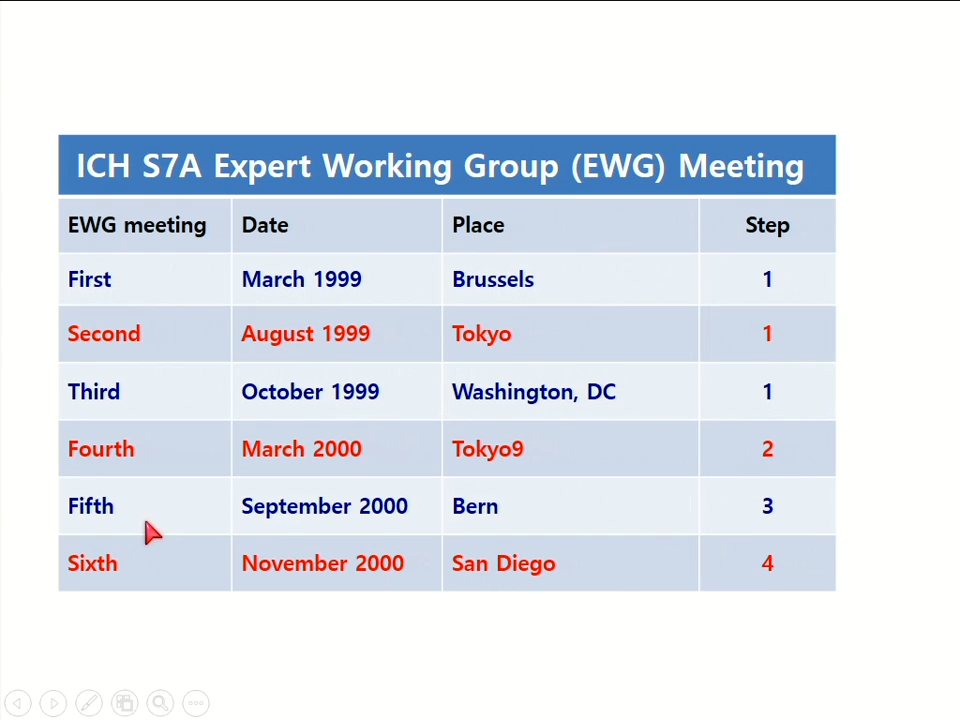 ICH S7A Expert Working Group (EWG) Meeting
EWG meeting Date Place Step
First March 1999 Brussels 1
Second August 1999 Tokyo 1
Third October 1999 Washington, DC 1
Fourth March 2000 Tokyo9 2
Fifth September 2000 Bern 3
Sixth November 2000 San Diego 4